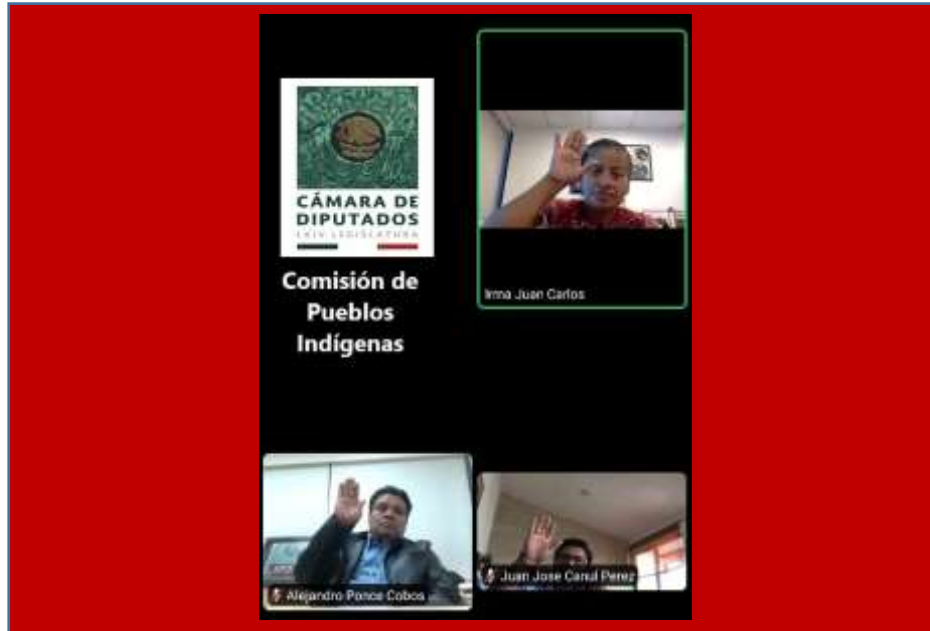 CÁMARA DE
DIPUTADOS
LXIV LEGISLATURA
Comisión de
Pueblos
Indígenas
Irma Juan Carlos
Alejandro Ponce Cobos
Juan Jose Canul Perez